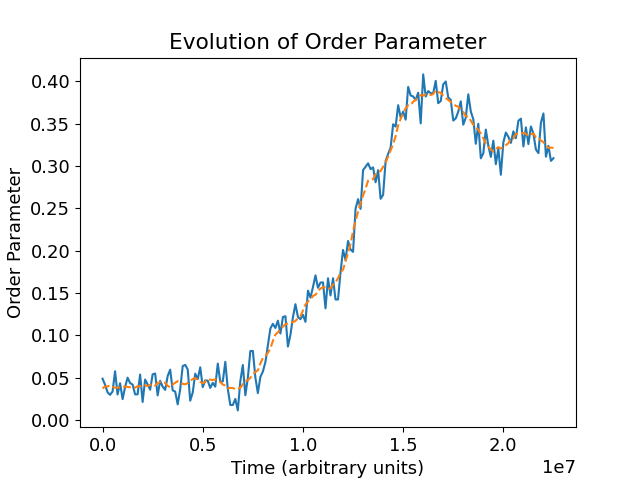 Evolution of Order Parameter
0.40
0.35
0.30
0.25
0.20
0.15
0.10
0.05
0.00
Order Parameter
0.0 0.5 1.0 1.5 2.0
1e7
Time (arbitrary units)